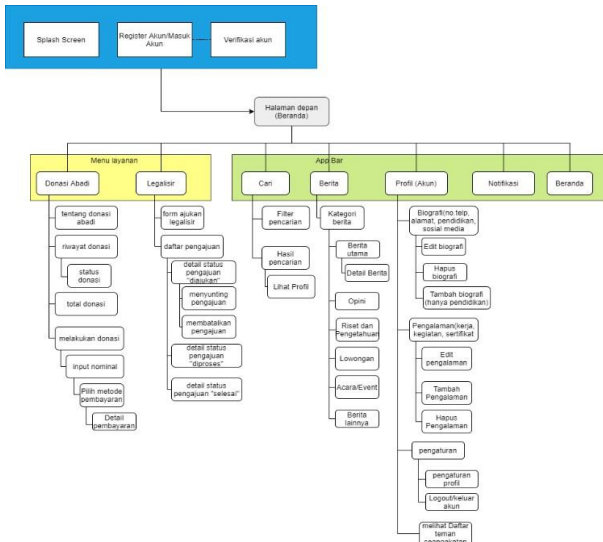 Splash Screen
Register Akun/Masuk
Akun
Verifikasi akun
Halaman depan
(Beranda)
Menu layanan
App Bar
Donasi Abadi
Legalisir
Cari
Berita
Profil (Akun)
Notifikasi
Beranda
tentang donasi
abadi
riwayat donasi
status
donasi
total donasi
melakukan donasi
input nominal
Pilih metode
pembayaran
Detail
pembayaran
form ajukan
legalisir
daftar pengajuan
detail status
pengajuan "diajukan"
menyunting
pengajuan
membatalkan
pengajuan
detail status
pengajuan "diproses"
detail status
pengajuan "selesai"
Filter
pencarian
Hasil
pencarian
Lihat Profil
Kategori
berita
Berita
utama
Detail Berita
Opini
Riset dan
Pengetahuan
Lowongan
Acara/Event
Berita
lainnya
Biografi(no telp,
alamat, pendidikan,
sosial media
Edit biografi
Hapus
biografi
Tambah biografi
(hanya pendidikan)
Pengalaman(kerja,
kegiatan, sertifikat
Edit
pengalaman
Tambah
Pengalaman
Hapus
Pengalaman
pengaturan
pengaturan
profil
Logout/keluar
akun
melihat Daftar
teman